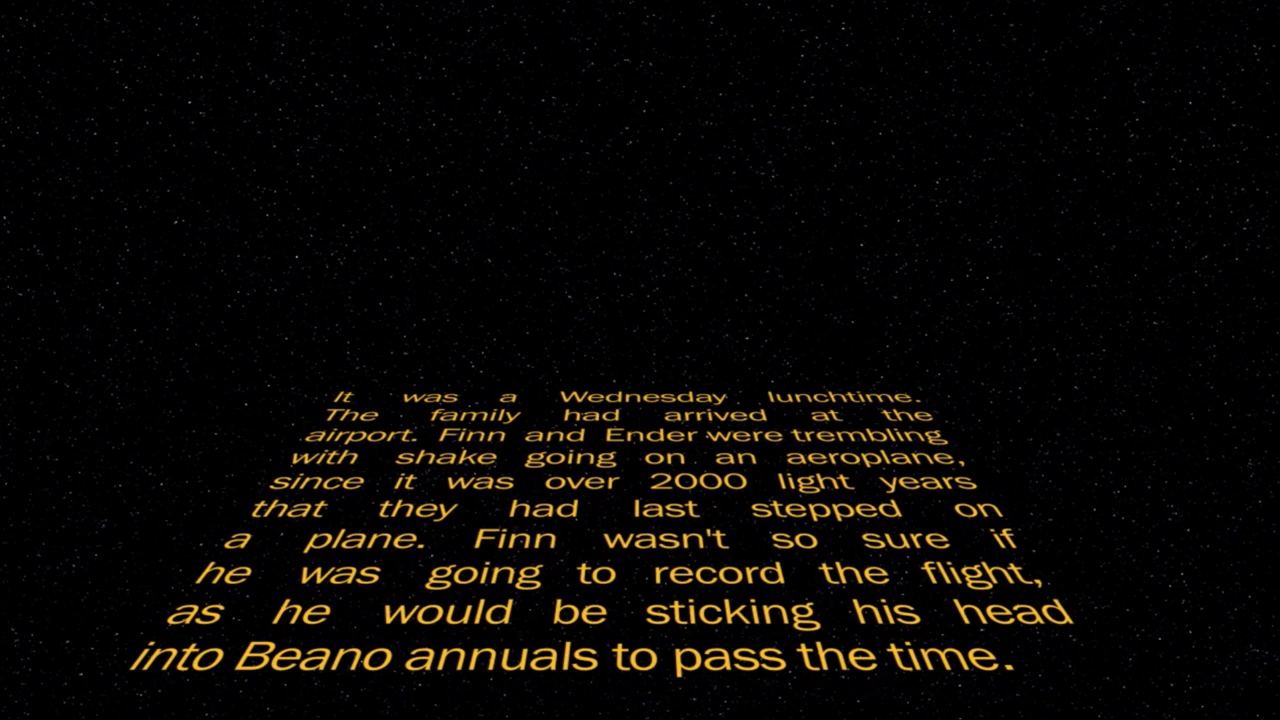 It was a Wednesday lunchtime.
The family had arrived at the
airport. Finn and Ender were trembling
with shake going on an aeroplane,
since it was over 2000 light years
that they had last stepped on
a plane. Finn wasn't so sure if
he was going to record the flight,
as he would be sticking his head
into Beano annuals to pass the time.